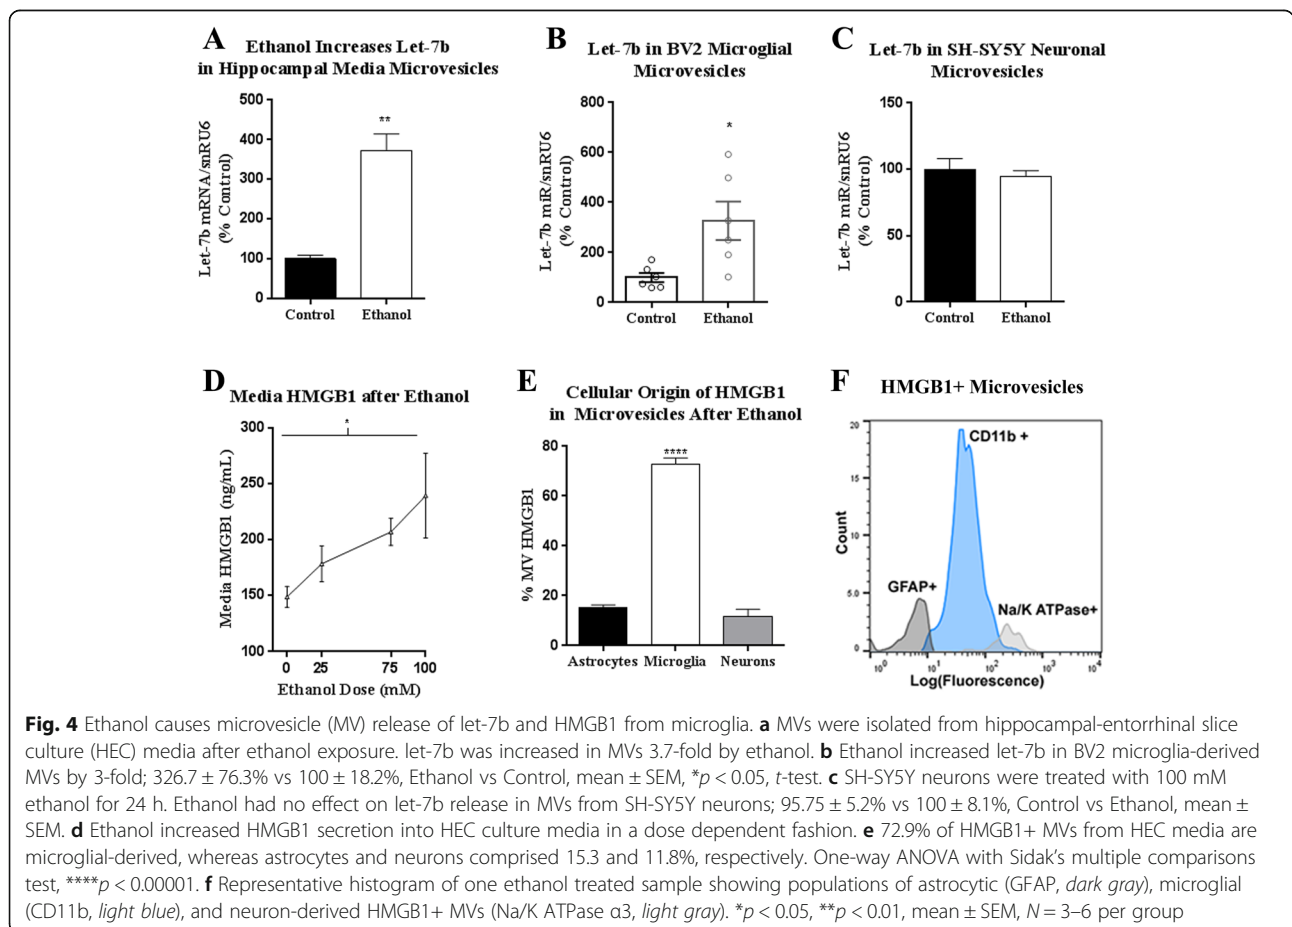 A
Ethanol Increases Let-7b
in Hippocampal Media Microvesicles
Let-7b mRNA/snRU6
(% Control)
500
400
300
200
100
0
**
Control
Ethanol
B
Let-7b in BV2 Microglial
Microvesicles
Let-7b miR/snRU6
(% Control)
800
600
400
200
0
*
Control
Ethanol
C
Let-7b in SH-SY5Y Neuronal
Microvesicles
Let-7b miR/snRU6
(% Control)
150
100
50
0
Control
Ethanol
D
Media HMGB1 after Ethanol
Media HMGB1 (ng/mL)
300
250
200
150
100
*
0
25
75
100
Ethanol Dose (mM)
E
Cellular Origin of HMGB1
in Microvesicles After Ethanol
% MV HMGB1
80
60
40
20
0
****
Astrocytes
Microglia
Neurons
F
HMGB1+ Microvesicles
Count
20
15
10
5.0
0
CD11b +
GFAP+
Na/K ATPase+
10⁰
10¹
10²
10³
10⁴
Log(Fluorescence)
Fig. 4 Ethanol causes microvesicle (MV) release of let-7b and HMGB1 from microglia. a MVs were isolated from hippocampal-entorrhinal slice
culture (HEC) media after ethanol exposure. let-7b was increased in MVs 3.7-fold by ethanol. b Ethanol increased let-7b in BV2 microglia-derived
MVs by 3-fold; 326.7 ± 76.3% vs 100 ± 18.2%, Ethanol vs Control, mean ± SEM, *p < 0.05, t-test. c SH-SY5Y neurons were treated with 100 mM
ethanol for 24 h. Ethanol had no effect on let-7b release in MVs from SH-SY5Y neurons; 95.75 ± 5.2% vs 100 ± 8.1%, Control vs Ethanol, mean ±
SEM. d Ethanol increased HMGB1 secretion into HEC culture media in a dose dependent fashion. e 72.9% of HMGB1+ MVs from HEC media are
microglial-derived, whereas astrocytes and neurons comprised 15.3 and 11.8%, respectively. One-way ANOVA with Sidak's multiple comparisons
test, ****p < 0.00001. f Representative histogram of one ethanol treated sample showing populations of astrocytic (GFAP, dark gray), microglial
(CD11b, light blue), and neuron-derived HMGB1+ MVs (Na/K ATPase α3, light gray). *p < 0.05, **p < 0.01, mean ± SEM, N = 3–6 per group